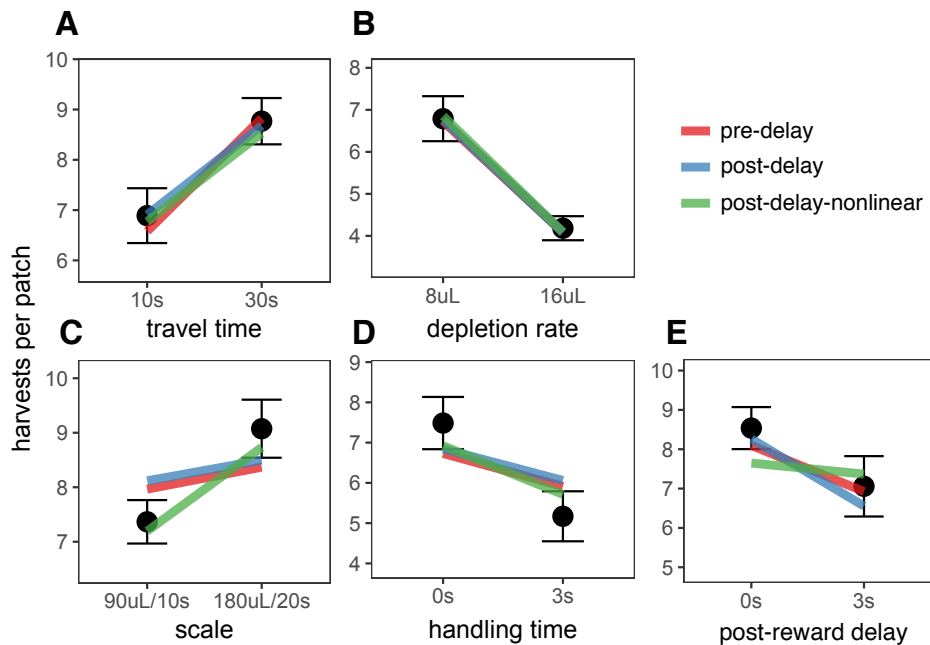 A
B
10
9
8
7
6
10s
30s
travel time
8
7
6
5
4
8uL
16uL
depletion rate
pre-delay
post-delay
post-delay-nonlinear
harvests per patch
C
D
E
10
9
8
7
90uL/10s
180uL/20s
scale
9
8
7
6
5
4
0s
3s
handling time
10
9
8
7
6
5
0s
3s
post-reward delay